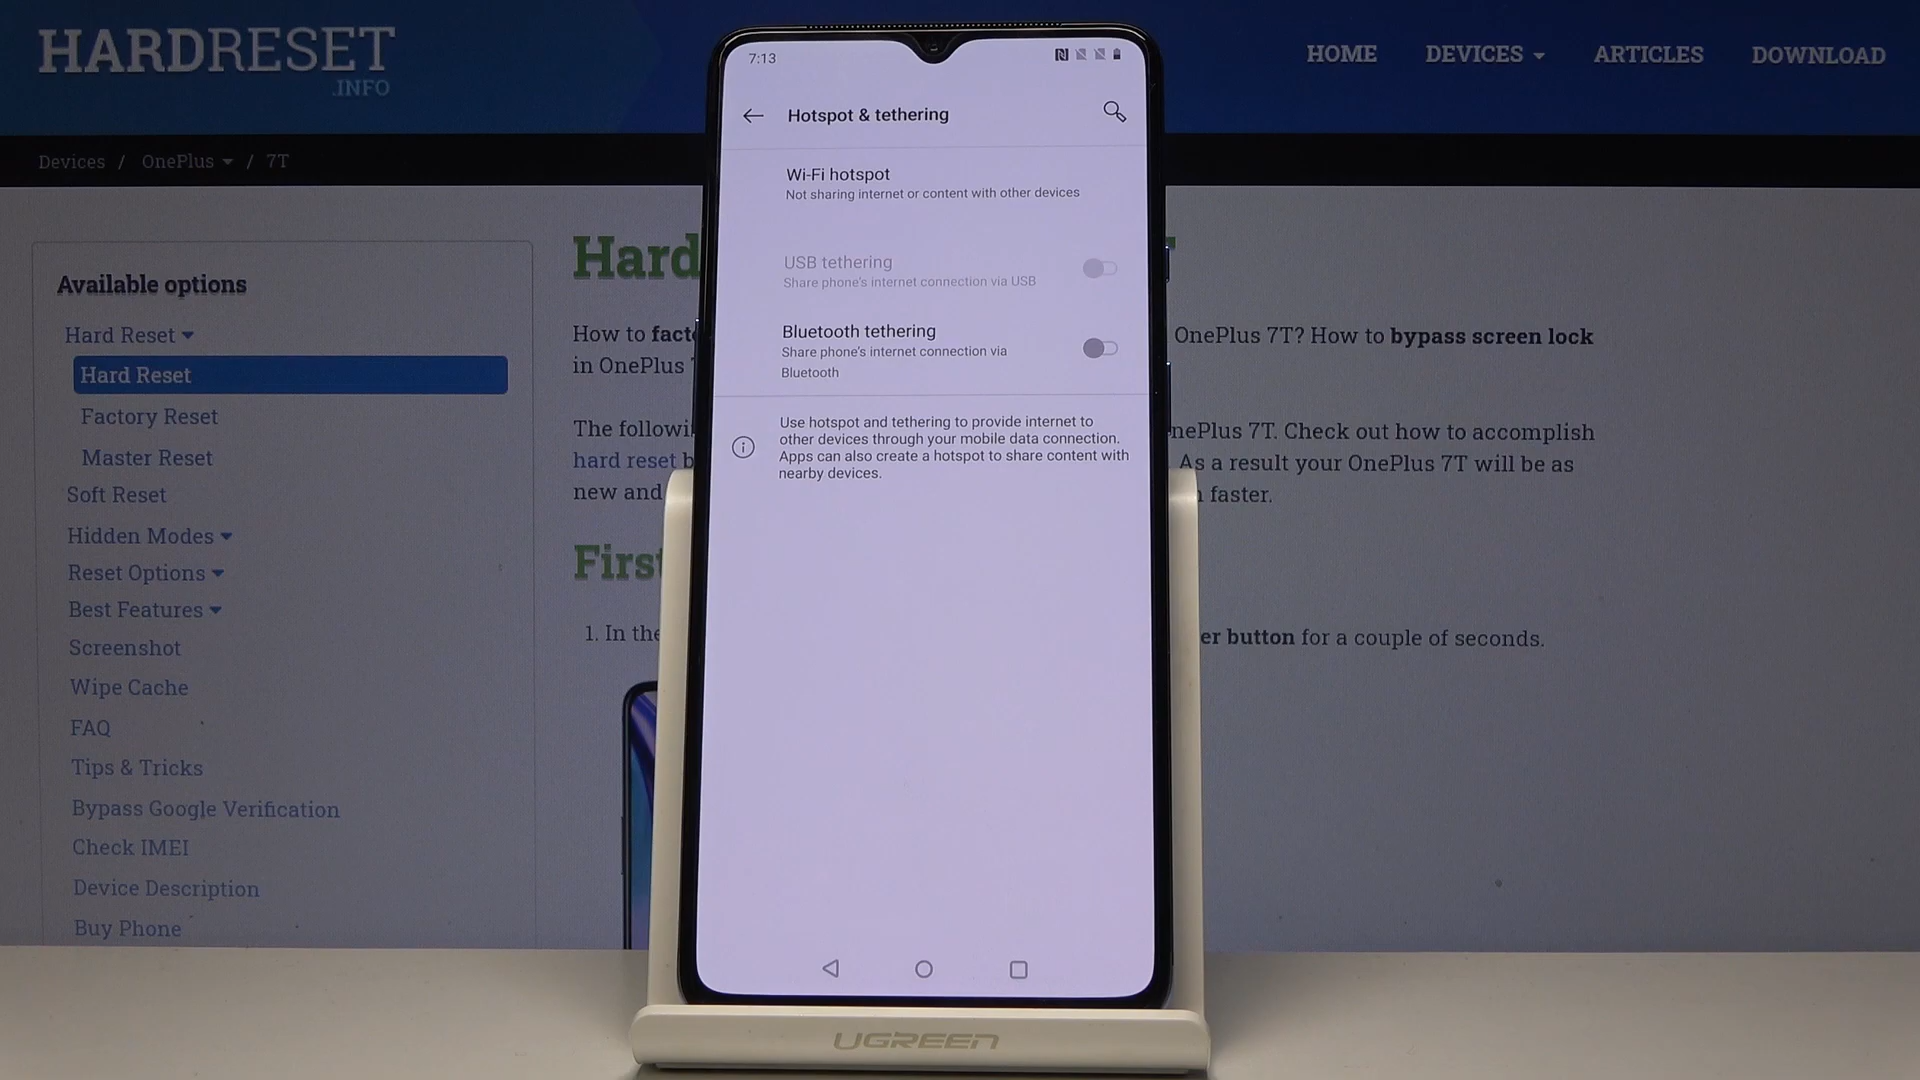 HARDRESET
.INFO
HOME DEVICES ARTICLES DOWNLOAD
Devices / OnePlus / 7T
Available options
Hard Reset
Hard Reset
Factory Reset
Master Reset
Soft Reset
Hidden Modes
Reset Options
Best Features
Screenshot
Wipe Cache
FAQ
Tips & Tricks
Bypass Google Verification
Check IMEI
Device Description
Buy Phone
Hard
How to OnePlus 7T? How to bypass screen lock
in OnePlus
The nePlus 7T. Check out how to accomplish
hard reset As a result your OnePlus 7T will be as
new and faster.
First
1. In the button for a couple of seconds.
7:13
Hotspot & tethering
Wi-Fi hotspot
Not sharing internet or content with other devices
USB tethering
Share phone's internet connection via USB
Bluetooth tethering
Share phone's internet connection via
Bluetooth
Use hotspot and tethering to provide internet to
other devices through your mobile data connection.
Apps can also create a hotspot to share content with
nearby devices.
UGREEN